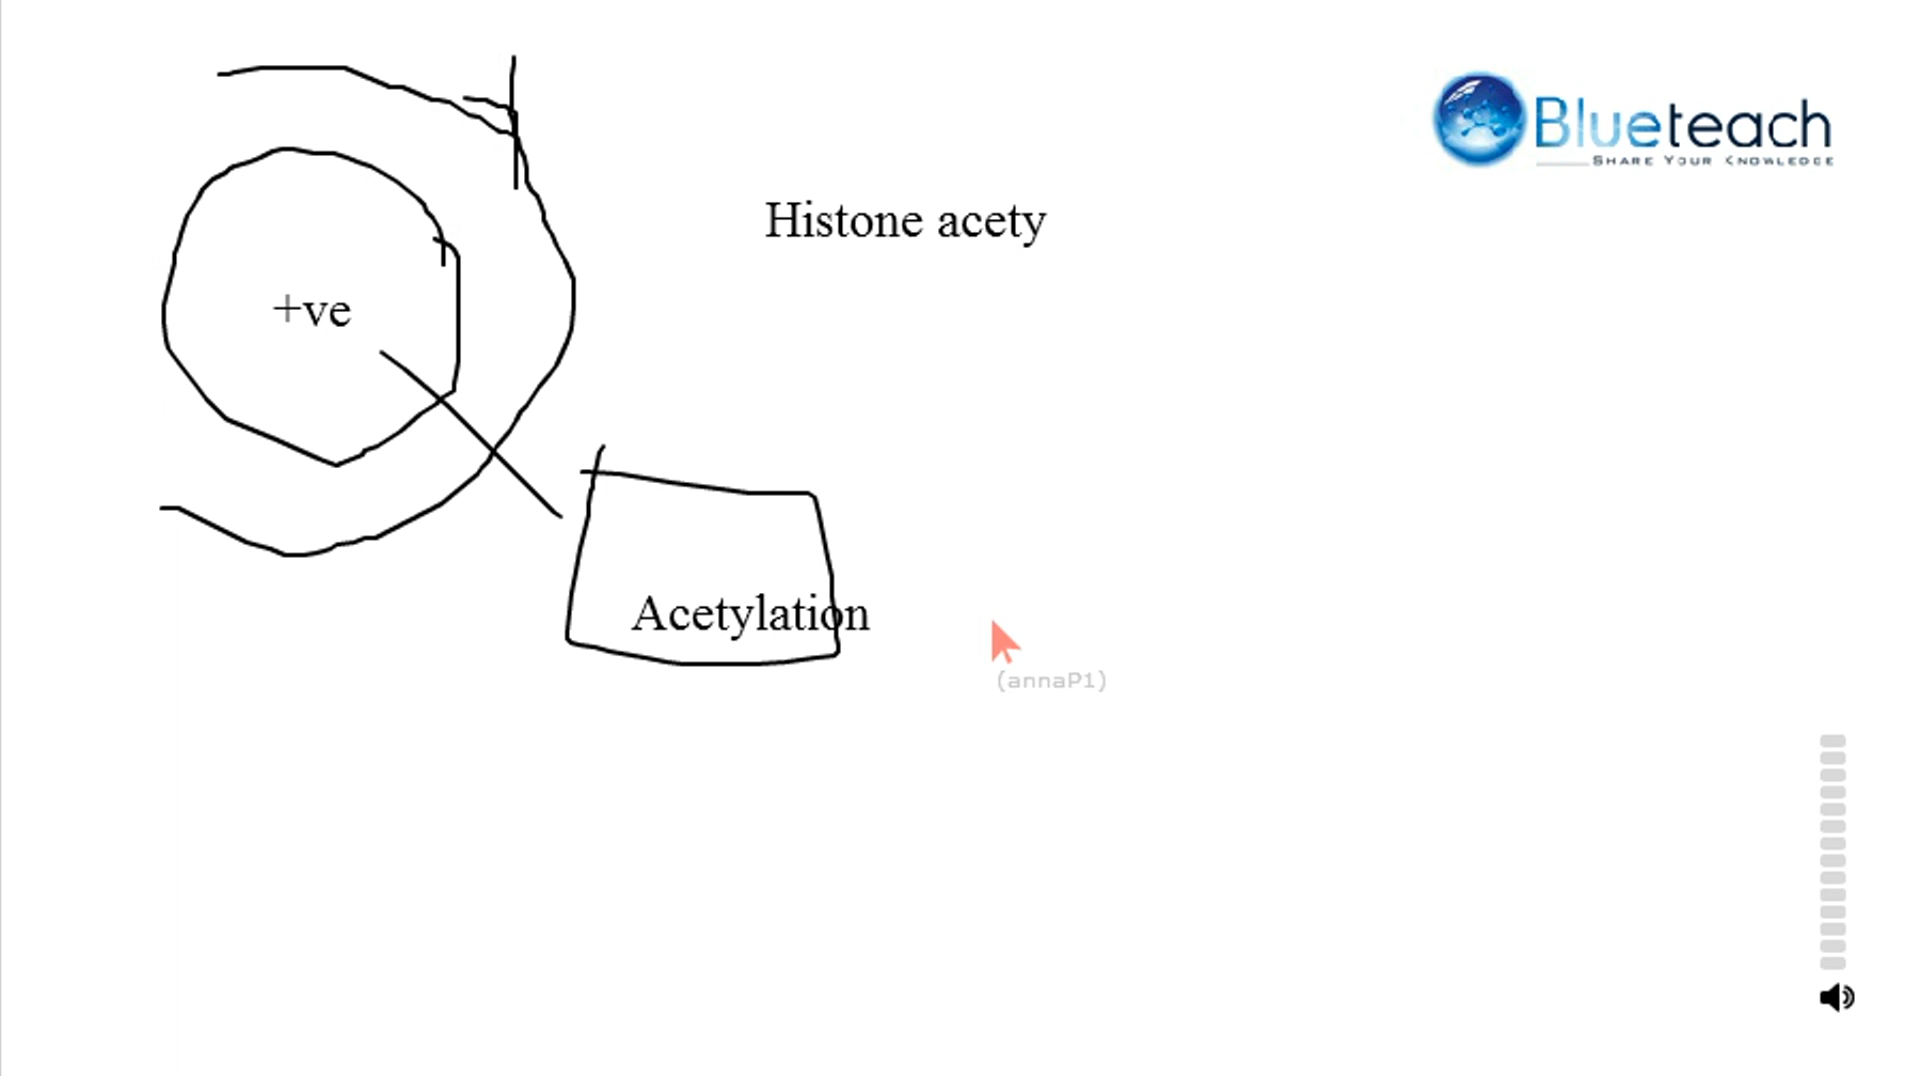 Blueteach
SHARE YOUR KNOWLEDGE
Histone acety
+ve
Acetylation
(annaP1)